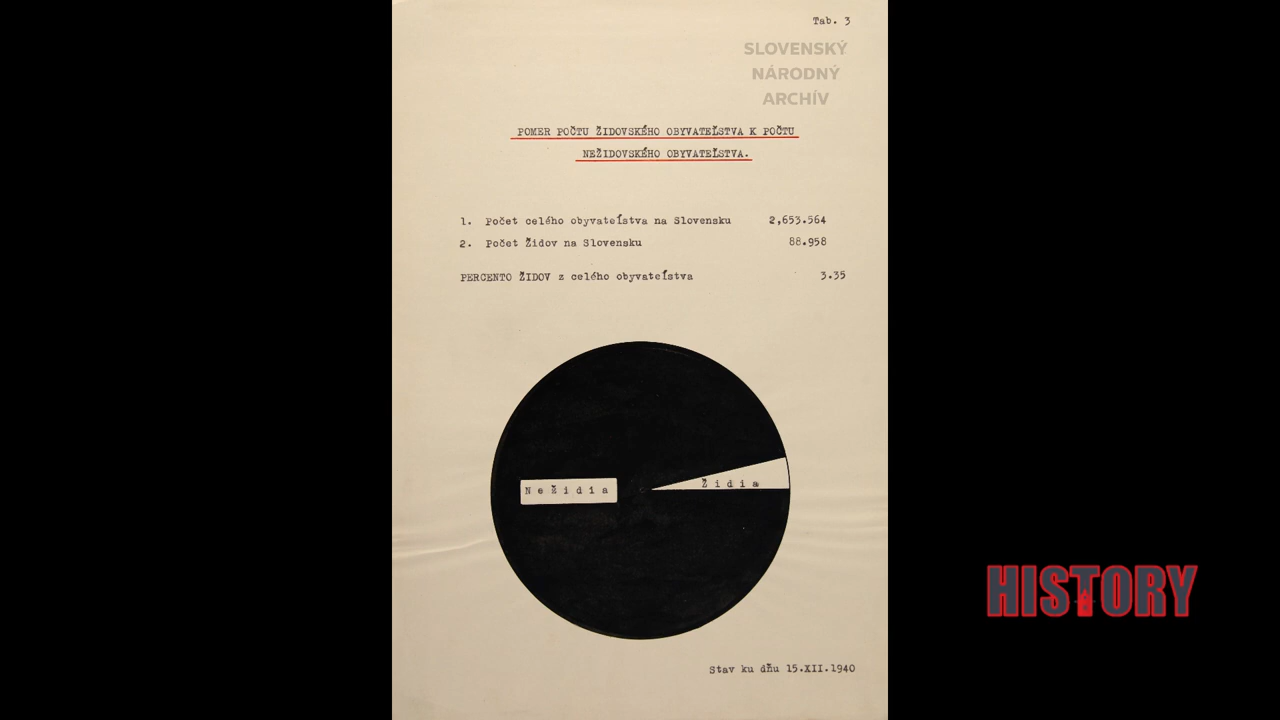 Tab. 3
SLOVENSKÝ
NÁRODNÝ
ARCHÍV
POMER POČTU ŽIDOVSKÉHO OBYVATEĽSTVA K POČTU
NEŽIDOVSKÉHO OBYVATEĽSTVA.
1. Počet celého obyvateľstva na Slovensku 2,653.564
2. Počet Židov na Slovensku 88.958
PERCENTO ŽIDOV z celého obyvateľstva 3.35
Židia
Nežidia
HISTORY
Stav ku dňu 15.XII.1940